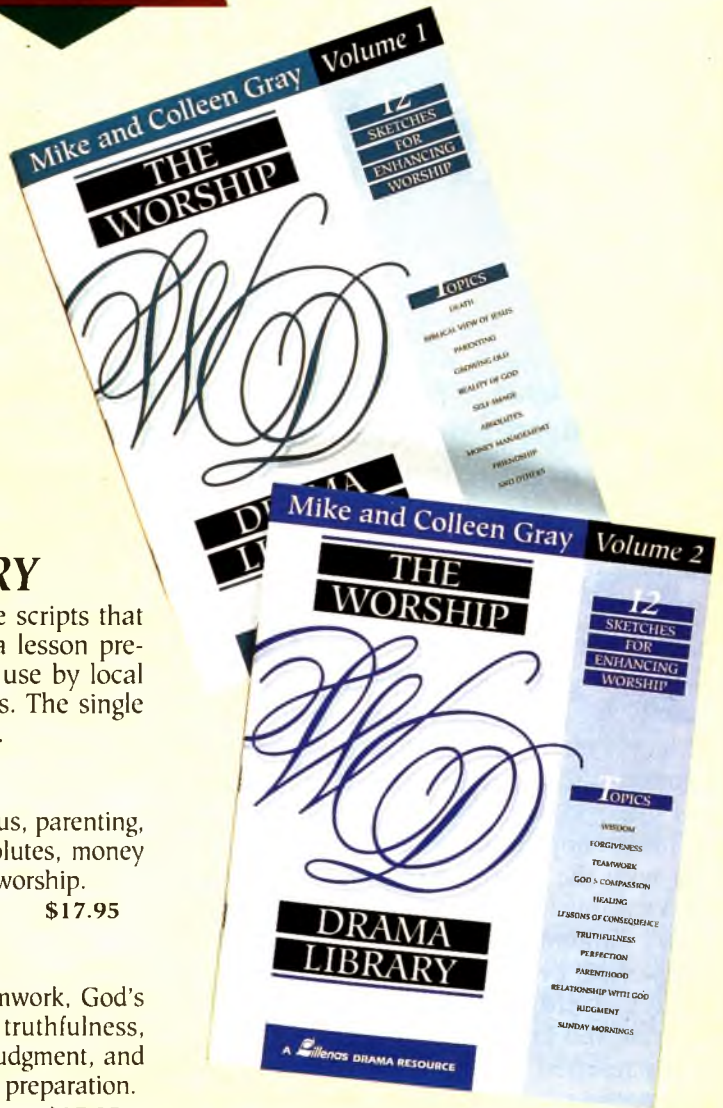 Mike and Colleen Gray Volume 1
THE
WORSHIP
WD
12
SKETCHES
FOR
ENHANCING
WORSHIP
TOPICS
DEATH
BIBLICAL VIEW OF JESUS
PARENTING
GROWING OLD
REALITY OF GOD
SELF-IMAGE
ABSOLUTES
MONEY MANAGEMENT
FRIENDSHIP
AND OTHERS
Mike and Colleen Gray Volume 2
THE
WORSHIP
WD
DRAMA
LIBRARY
12
SKETCHES
FOR
ENHANCING
WORSHIP
TOPICS
WISDOM
FORGIVENESS
TEAMWORK
GOD'S COMPASSION
HEALING
LESSONS OF CONSEQUENCE
TRUTHFULNESS
PERFECTION
PARENTHOOD
RELATIONSHIP WITH GOD
JUDGMENT
SUNDAY MORNINGS
A Lillenas DRAMA RESOURCE
RY
e scripts that
a lesson pre-
use by local
s. The single
us, parenting,
olutes, money
worship.
$17.95
mwork, God's
truthfulness,
udgment, and
preparation.